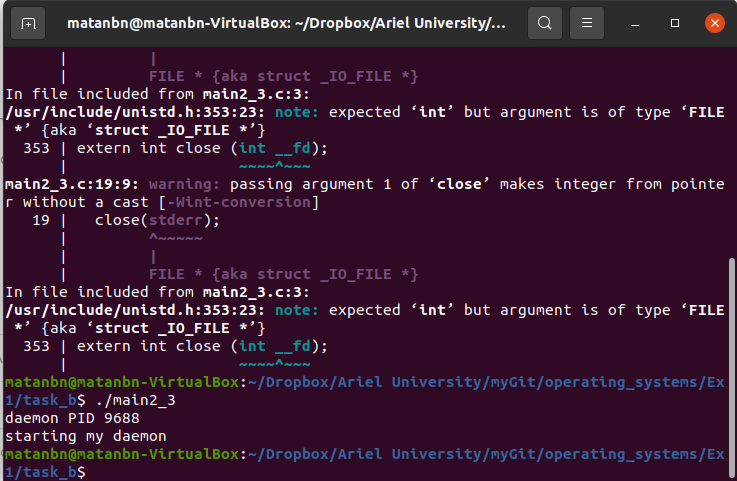 matanbn@matanbn-VirtualBox: ~/Dropbox/Ariel University/...
      |         |
      |         FILE * {aka struct _IO_FILE *}
In file included from main2_3.c:3:
/usr/include/unistd.h:353:23: note: expected ‘int’ but argument is of type ‘FILE
 *’ {aka ‘struct _IO_FILE *’}
  353 | extern int close (int __fd);
      |                   ~~~~^~~~
main2_3.c:19:9: warning: passing argument 1 of ‘close’ makes integer from pointe
r without a cast [-Wint-conversion]
   19 |   close(stderr);
      |         ^~~~~~
      |         |
      |         FILE * {aka struct _IO_FILE *}
In file included from main2_3.c:3:
/usr/include/unistd.h:353:23: note: expected ‘int’ but argument is of type ‘FILE
 *’ {aka ‘struct _IO_FILE *’}
  353 | extern int close (int __fd);
      |                   ~~~~^~~~
matanbn@matanbn-VirtualBox:~/Dropbox/Ariel University/myGit/operating_systems/Ex
1/task_b$ ./main2_3
daemon PID 9688
starting my daemon
matanbn@matanbn-VirtualBox:~/Dropbox/Ariel University/myGit/operating_systems/Ex
1/task_b$